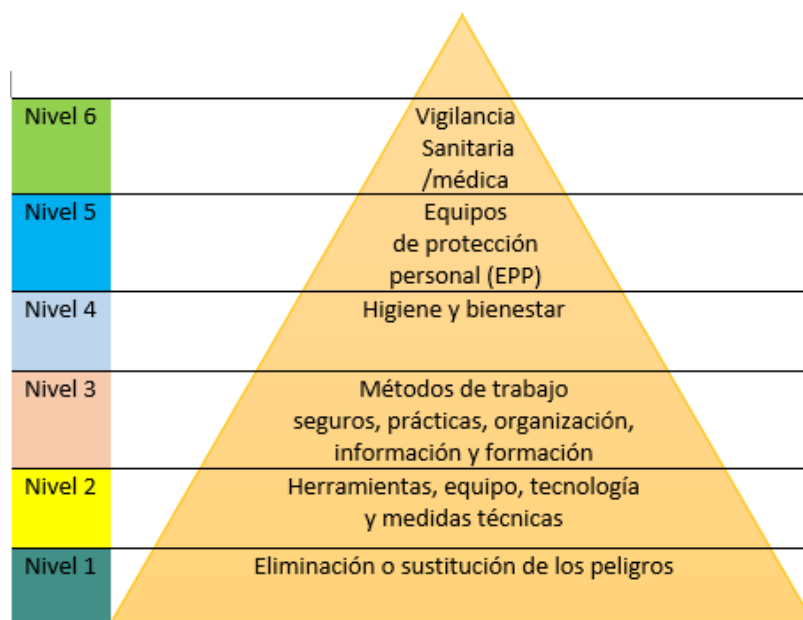 Nivel 6
Vigilancia
Sanitaria
/médica
Nivel 5
Equipos
de protección
personal (EPP)
Nivel 4
Higiene y bienestar
Nivel 3
Métodos de trabajo
seguros, prácticas, organización,
información y formación
Nivel 2
Herramientas, equipo, tecnología
y medidas técnicas
Nivel 1
Eliminación o sustitución de los peligros